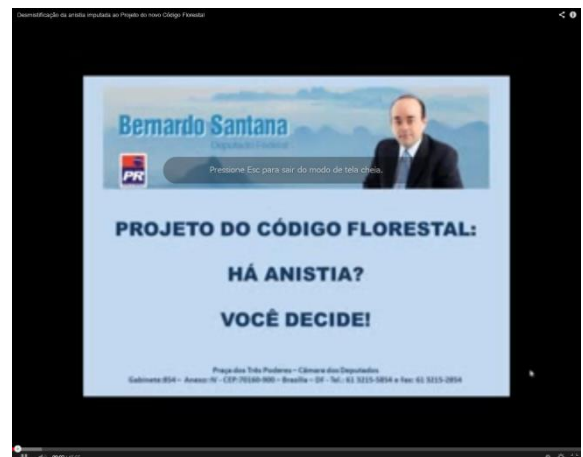 Desmistificação da anistia imputada ao Projeto do novo Código Florestal
Bernardo Santana
Deputado Federal
PR
Pressione Esc para sair do modo de tela cheia.
PROJETO DO CÓDIGO FLORESTAL:
HÁ ANISTIA?
VOCÊ DECIDE!
Praça dos Três Poderes – Câmara dos Deputados
Gabinete:854 – Anexo: IV - CEP:70160-900 – Brasília – DF - Tel.: 61 3215-5854 e Fax: 61 3215-2854